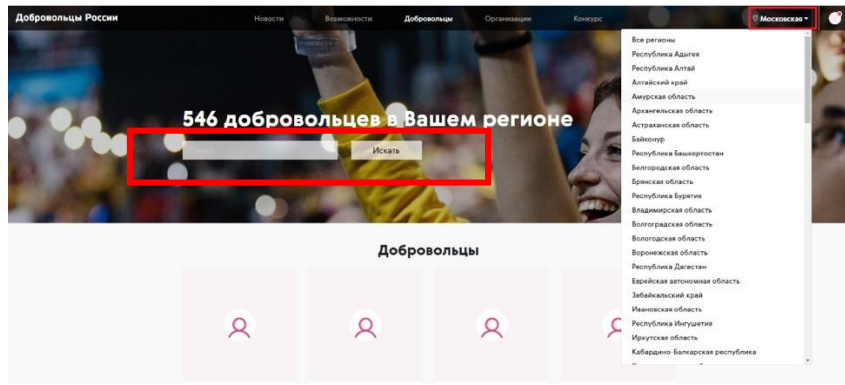 Добровольцы России
Новости
Возможности
Добровольцы
Организации
Конкурс
Московская
546 добровольцев в Вашем регионе
Искать
Добровольцы
Все регионы
Республика Адыгея
Республика Алтай
Алтайский край
Амурская область
Архангельская область
Астраханская область
Байконур
Республика Башкортостан
Белгородская область
Брянская область
Республика Бурятия
Владимирская область
Волгоградская область
Вологодская область
Воронежская область
Республика Дагестан
Еврейская автономная область
Забайкальский край
Ивановская область
Республика Ингушетия
Иркутская область
Кабардино-Балкарская республика